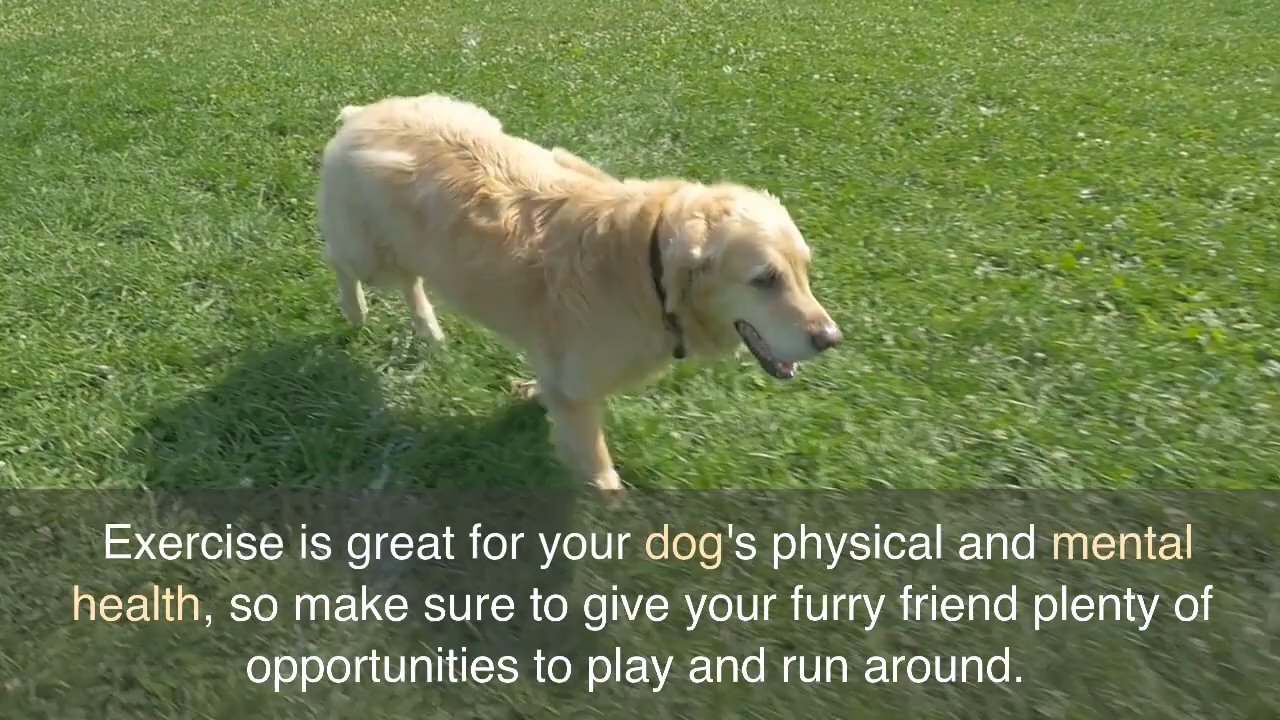 Exercise is great for your dog's physical and mental
health, so make sure to give your furry friend plenty of
opportunities to play and run around.